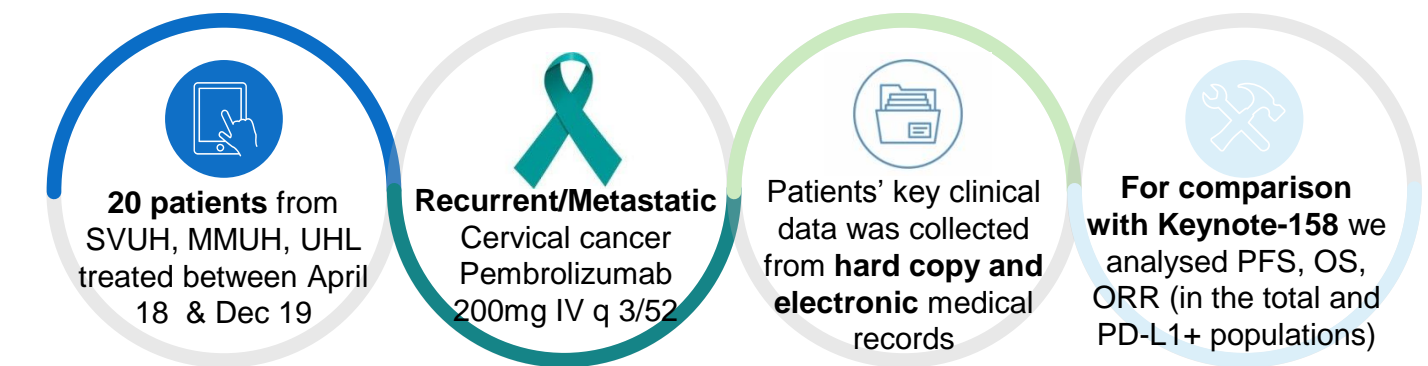 20 patients from
SVUH, MMUH, UHL
treated between April
18 & Dec 19
Recurrent/Metastatic
Cervical cancer
Pembrolizumab
200mg IV q 3/52
Patients’ key clinical
data was collected
from hard copy and
electronic medical
records
For comparison
with Keynote-158 we
analysed PFS, OS,
ORR (in the total and
PD-L1+ populations)